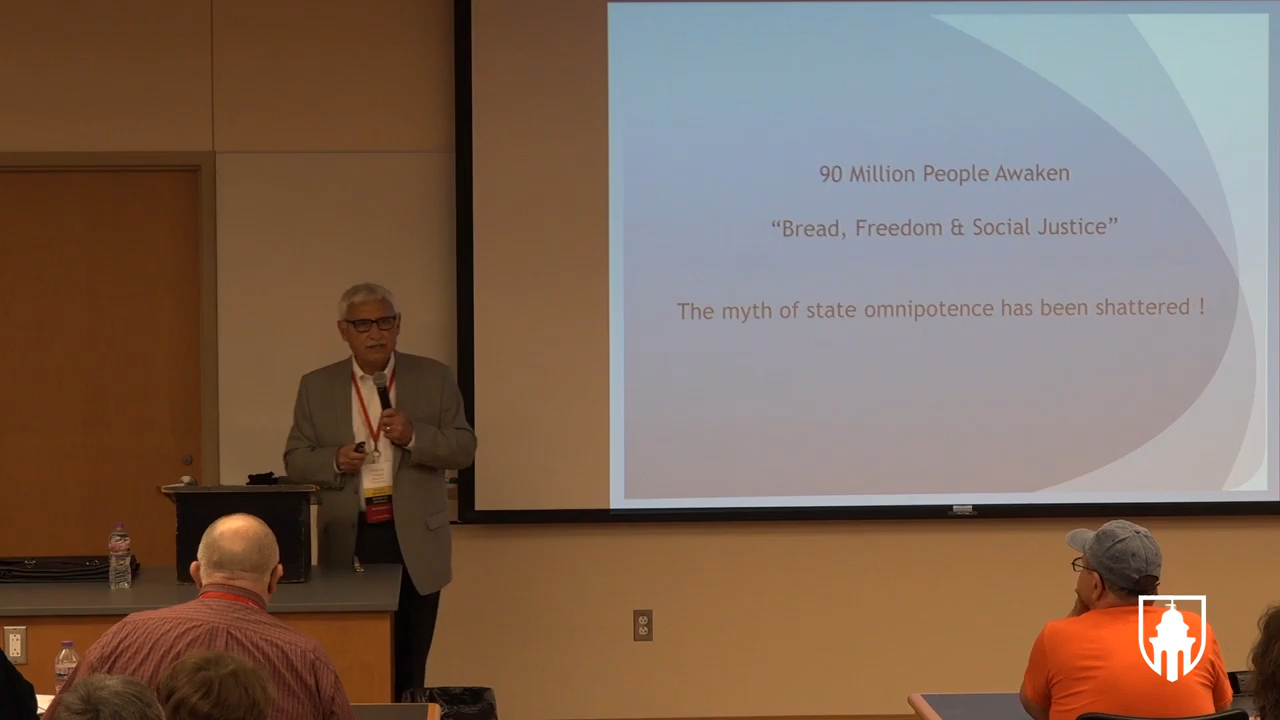 90 Million People Awaken
“Bread, Freedom & Social Justice”
The myth of state omnipotence has been shattered !